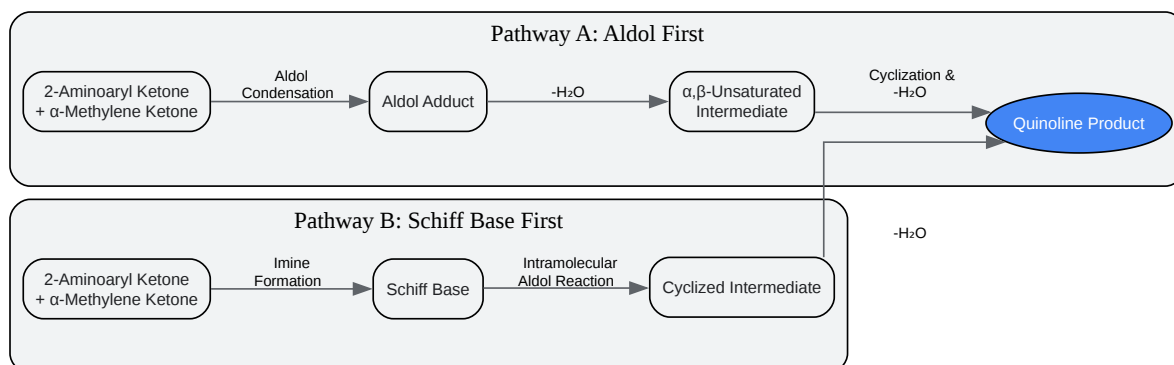 Pathway A: Aldol First
2-Aminoaryl Ketone
+ α-Methylene Ketone
Aldol
Condensation
Aldol Adduct
-H₂O
α,β-Unsaturated
Intermediate
Cyclization &
-H₂O
Quinoline Product
Pathway B: Schiff Base First
2-Aminoaryl Ketone
+ α-Methylene Ketone
Imine
Formation
Schiff Base
Intramolecular
Aldol Reaction
Cyclized Intermediate
-H₂O